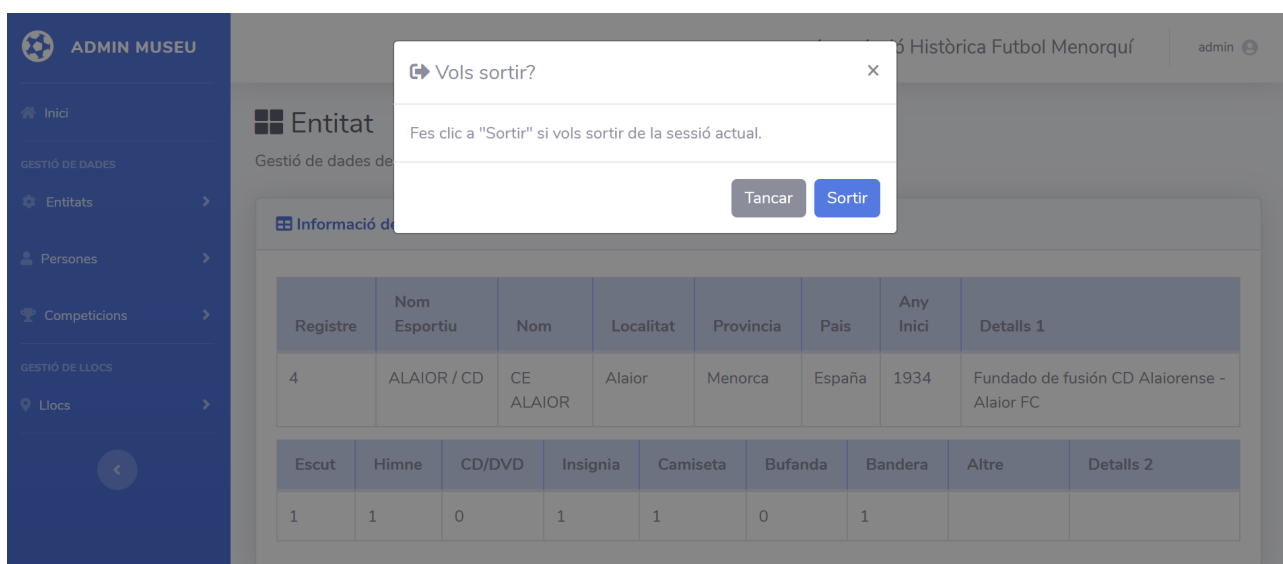 ADMIN MUSEU
ó Històrica Futbol Menorquí
admin
Vols sortir?
×
Fes clic a "Sortir" si vols sortir de la sessió actual.
Tancar
Sortir
Inici
GESTIÓ DE DADES
Entitats
Persones
Competicions
GESTIÓ DE LLOCS
Llocs
Entitat
Gestió de dades de
Informació de
Registre
Nom
Esportiu
Nom
Localitat
Provincia
Pais
Any
Inici
Detalls 1
4
ALAIOR / CD
CE
ALAIOR
Alaior
Menorca
España
1934
Fundado de fusión CD Alaiorense -
Alaior FC
Escut
Himne
CD/DVD
Insignia
Camiseta
Bufanda
Bandera
Altre
Detalls 2
1
1
0
1
1
0
1